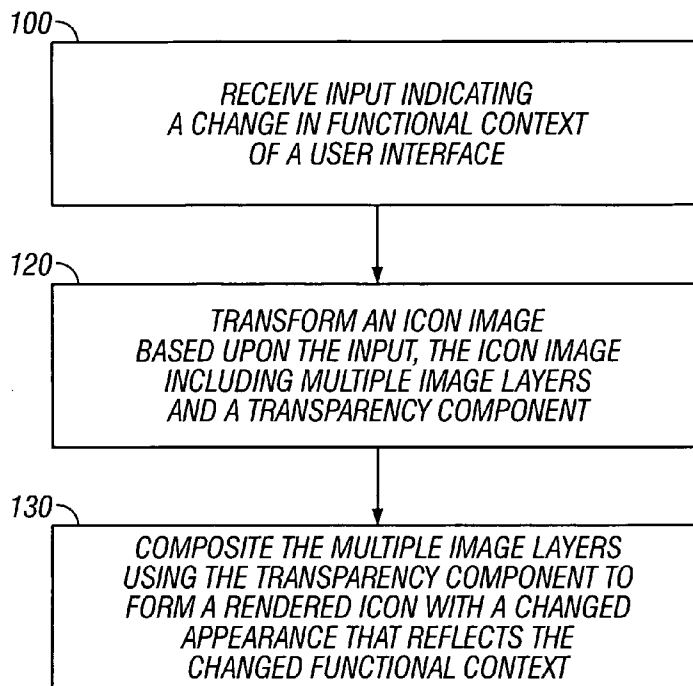 100
RECEIVE INPUT INDICATING
A CHANGE IN FUNCTIONAL CONTEXT
OF A USER INTERFACE
120
TRANSFORM AN ICON IMAGE
BASED UPON THE INPUT, THE ICON IMAGE
INCLUDING MULTIPLE IMAGE LAYERS
AND A TRANSPARENCY COMPONENT
130
COMPOSITE THE MULTIPLE IMAGE LAYERS
USING THE TRANSPARENCY COMPONENT TO
FORM A RENDERED ICON WITH A CHANGED
APPEARANCE THAT REFLECTS THE
CHANGED FUNCTIONAL CONTEXT